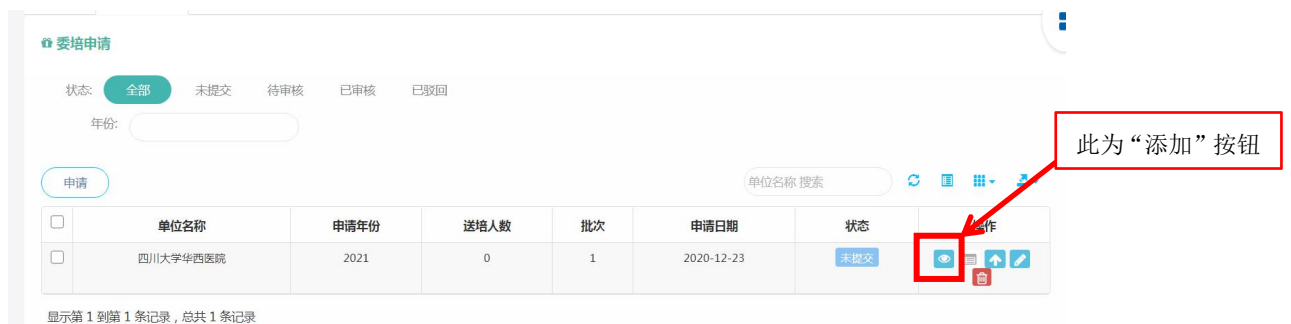 委培申请
状态: 全部 未提交 待审核 已审核 已驳回
年份:
此为“添加”按钮
申请 单位名称 搜索
单位名称 申请年份 送培人数 批次 申请日期 状态 操作
四川大学华西医院 2021 0 1 2020-12-23 未提交
显示第 1 到第 1 条记录，总共 1 条记录